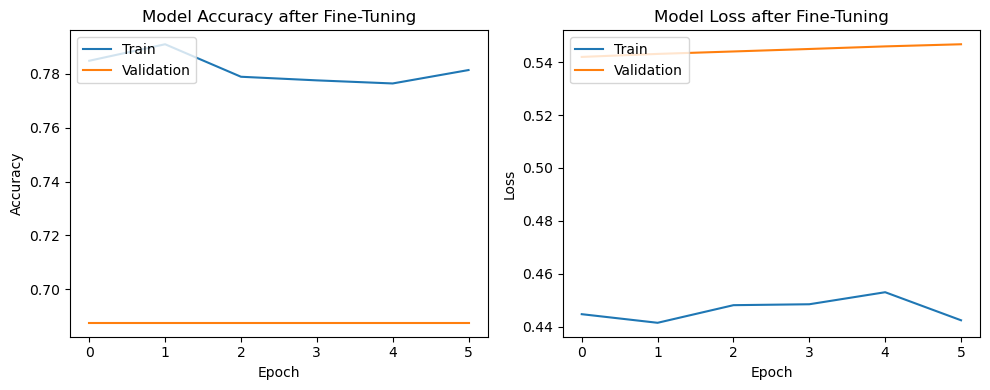 Model Accuracy after Fine-Tuning
Train
Validation
0.78
0.76
0.74
0.72
0.70
Accuracy
0 1 2 3 4 5
Epoch
Model Loss after Fine-Tuning
Train
Validation
0.54
0.52
0.50
0.48
0.46
0.44
Loss
0 1 2 3 4 5
Epoch